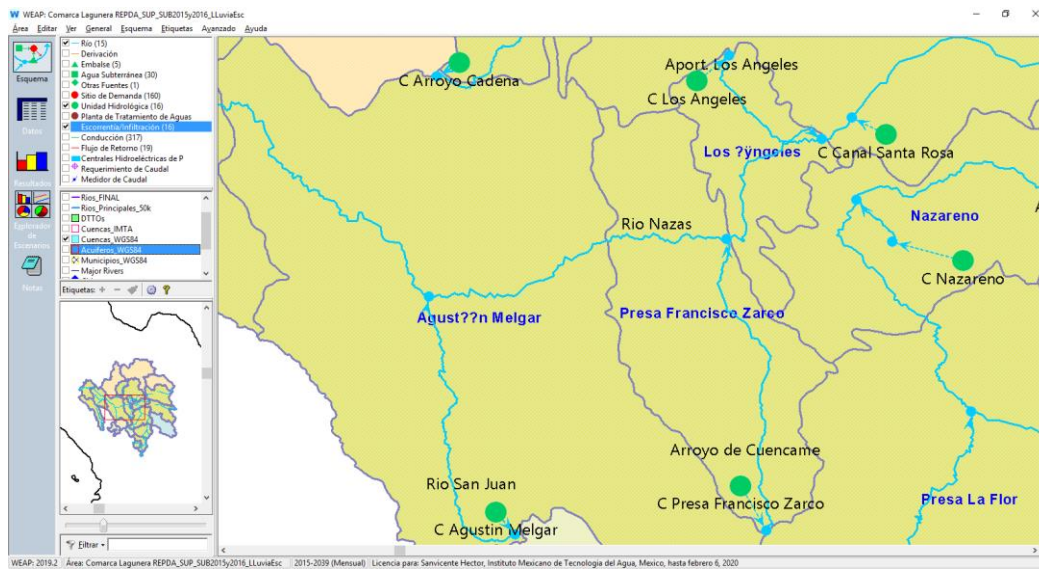 WEAP: Comarca Lagunera REPDA_SUP_SUB2015y2016_LLuviaEsc
Área Editar Ver General Esquema Etiquetas Avanzado Ayuda
Esquema
Datos
Resultados
Explorador de Escenarios
Notas
Río (15)
Derivación
Embalse (5)
Agua Subterránea (30)
Otras Fuentes (1)
Sitio de Demanda (160)
Unidad Hidrológica (16)
Planta de Tratamiento de Aguas
Escorrentía/Infiltración (16)
Conducción (317)
Flujo de Retorno (19)
Centrales Hidroeléctricas de P
Requerimiento de Caudal
Medidor de Caudal
Rios_FINAL
Rios_Principales_50k
DTTOs
Cuencas_IMTA
Cuencas_WGS84
Acuiferos_WGS84
Municipios_WGS84
Major Rivers
Etiquetas:
Filtrar
C Arroyo Cadena
Aport. Los Angeles
C Los Angeles
Los ?ÿngeles
C Canal Santa Rosa
Rio Nazas
Nazareno
C Nazareno
Agust??n Melgar
Presa Francisco Zarco
Arroyo de Cuencame
Rio San Juan
C Presa Francisco Zarco
Presa La Flor
C Agustin Melgar
WEAP: 2019.2 Área: Comarca Lagunera REPDA_SUP_SUB2015y2016_LLuviaEsc 2015-2039 (Mensual) Licencia para: Sanvicente Hector, Instituto Mexicano de Tecnologia del Agua, Mexico, hasta febrero 6, 2020